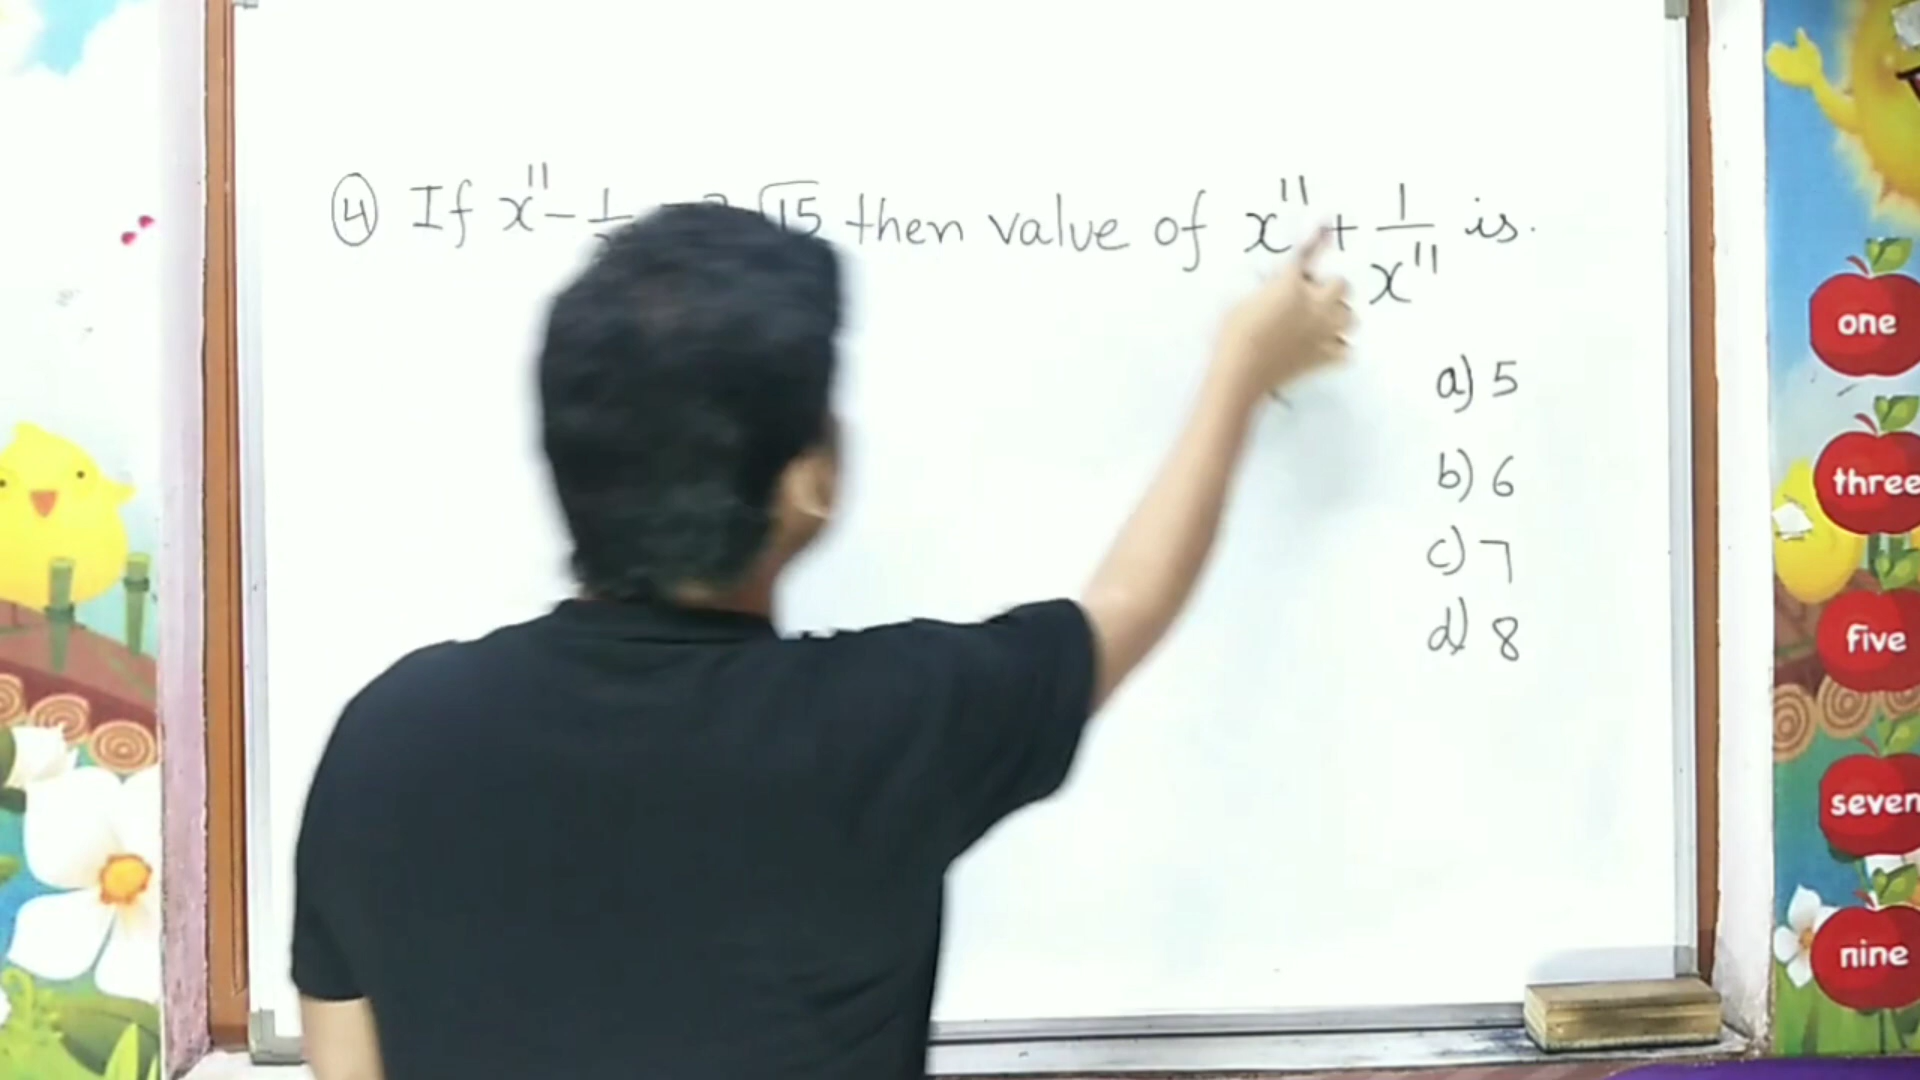 ④ If x¹¹ - 1 √15 then value of x¹¹ + 1/x¹¹ is.
a) 5
b) 6
c) 7
d) 8
one
three
five
seven
nine